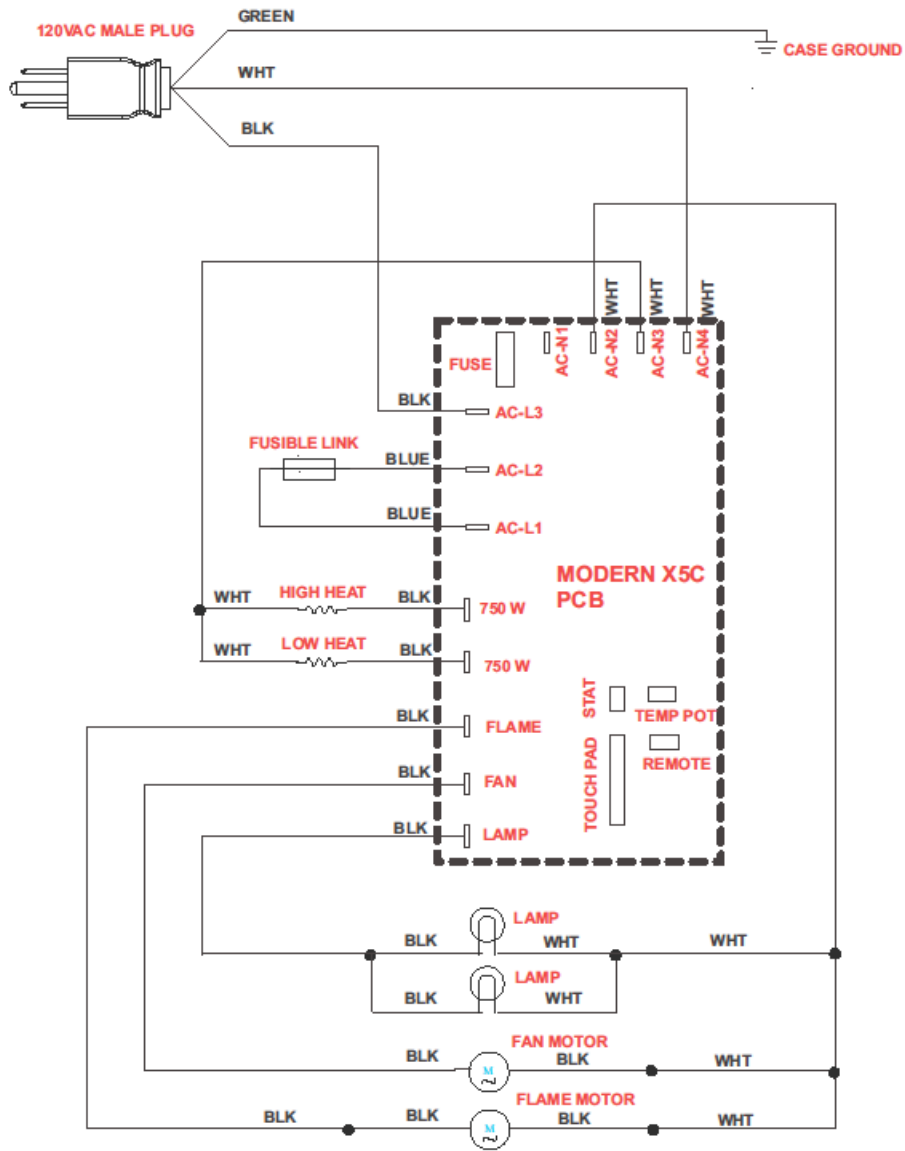 GREEN
120VAC MALE PLUG
CASE GROUND
WHT
BLK
WHT
WHT
WHT
AC-N1
AC-N2
AC-N3
AC-N4
FUSE
BLK
AC-L3
FUSIBLE LINK
BLUE
AC-L2
BLUE
AC-L1
MODERN X5C
PCB
WHT
HIGH HEAT
BLK
750 W
WHT
LOW HEAT
BLK
750 W
STAT
TEMP POT
BLK
FLAME
TOUCH PAD
REMOTE
BLK
FAN
BLK
LAMP
LAMP
BLK
WHT
WHT
LAMP
BLK
WHT
FAN MOTOR
BLK
M
BLK
WHT
FLAME MOTOR
BLK
BLK
M
BLK
WHT